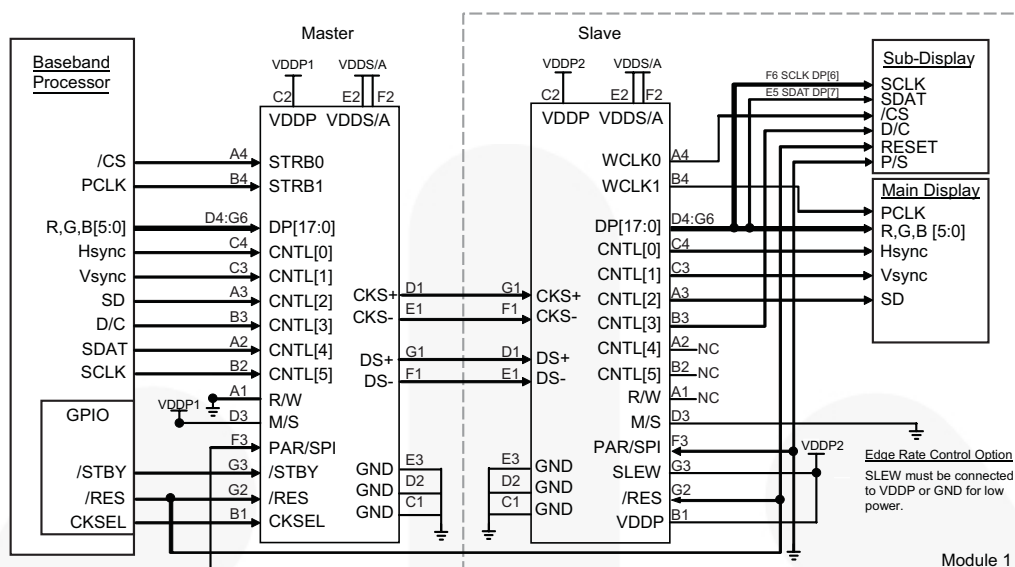 Master
Slave
Baseband
Processor
/CS
PCLK
R,G,B[5:0]
Hsync
Vsync
SD
D/C
SDAT
SCLK
GPIO
/STBY
/RES
CKSEL
VDDP1
VDDS/A
C2
E2
F2
VDDP
VDDS/A
A4
STRB0
B4
STRB1
D4:G6
DP[17:0]
C4
CNTL[0]
C3
CNTL[1]
A3
CNTL[2]
B3
CNTL[3]
A2
CNTL[4]
B2
CNTL[5]
A1
R/W
VDDP1
D3
M/S
F3
PAR/SPI
G3
/STBY
G2
/RES
B1
CKSEL
CKS+
D1
CKS-
E1
DS+
G1
DS-
F1
GND
E3
GND
D2
GND
C1
VDDP2
VDDS/A
C2
E2
F2
VDDP
VDDS/A
G1
CKS+
F1
CKS-
D1
DS+
E1
DS-
E3
GND
D2
GND
C1
GND
WCLK0
A4
WCLK1
B4
DP[17:0]
D4:G6
CNTL[0]
C4
CNTL[1]
C3
CNTL[2]
A3
CNTL[3]
B3
CNTL[4]
A2
NC
CNTL[5]
B2
NC
R/W
A1
NC
M/S
D3
PAR/SPI
F3
SLEW
G3
/RES
G2
VDDP
B1
VDDP2
F6 SCLK DP[6]
E5 SDAT DP[7]
Sub-Display
SCLK
SDAT
/CS
D/C
RESET
P/S
Main Display
PCLK
R,G,B [5:0]
Hsync
Vsync
SD
Edge Rate Control Option
SLEW must be connected
to VDDP or GND for low
power.
Module 1